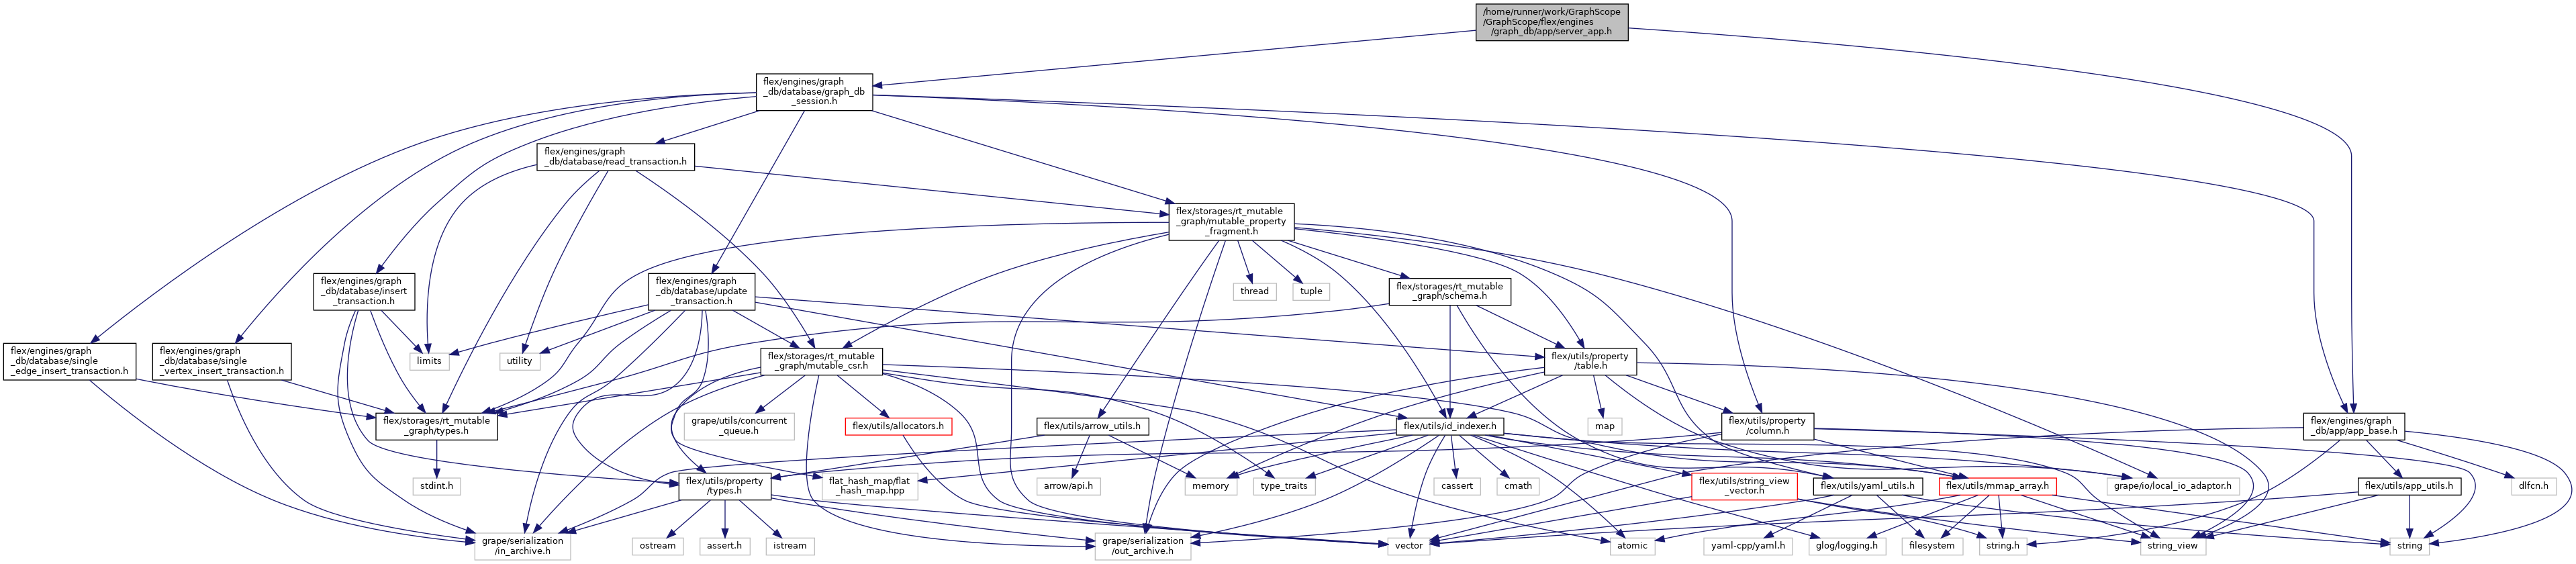 /home/runner/work/GraphScope
/GraphScope/flex/engines
/graph_db/app/server_app.h
flex/engines/graph
_db/database/graph_db
_session.h
flex/engines/graph
_db/database/read_transaction.h
flex/storages/rt_mutable
_graph/mutable_property
_fragment.h
flex/engines/graph
_db/database/insert
_transaction.h
flex/engines/graph
_db/database/update
_transaction.h
thread
tuple
flex/storages/rt_mutable
_graph/schema.h
flex/engines/graph
_db/database/single
_edge_insert_transaction.h
flex/engines/graph
_db/database/single
_vertex_insert_transaction.h
limits
utility
flex/storages/rt_mutable
_graph/mutable_csr.h
flex/utils/property
/table.h
flex/storages/rt_mutable
_graph/types.h
grape/utils/concurrent
_queue.h
flex/utils/allocators.h
flex/utils/arrow_utils.h
flex/utils/id_indexer.h
map
flex/utils/property
/column.h
flex/engines/graph
_db/app/app_base.h
stdint.h
flex/utils/property
/types.h
flat_hash_map/flat
_hash_map.hpp
arrow/api.h
memory
type_traits
cassert
cmath
flex/utils/string_view
_vector.h
flex/utils/yaml_utils.h
flex/utils/mmap_array.h
grape/io/local_io_adaptor.h
flex/utils/app_utils.h
dlfcn.h
grape/serialization
/in_archive.h
ostream
assert.h
istream
grape/serialization
/out_archive.h
vector
atomic
yaml-cpp/yaml.h
glog/logging.h
filesystem
string.h
string_view
string